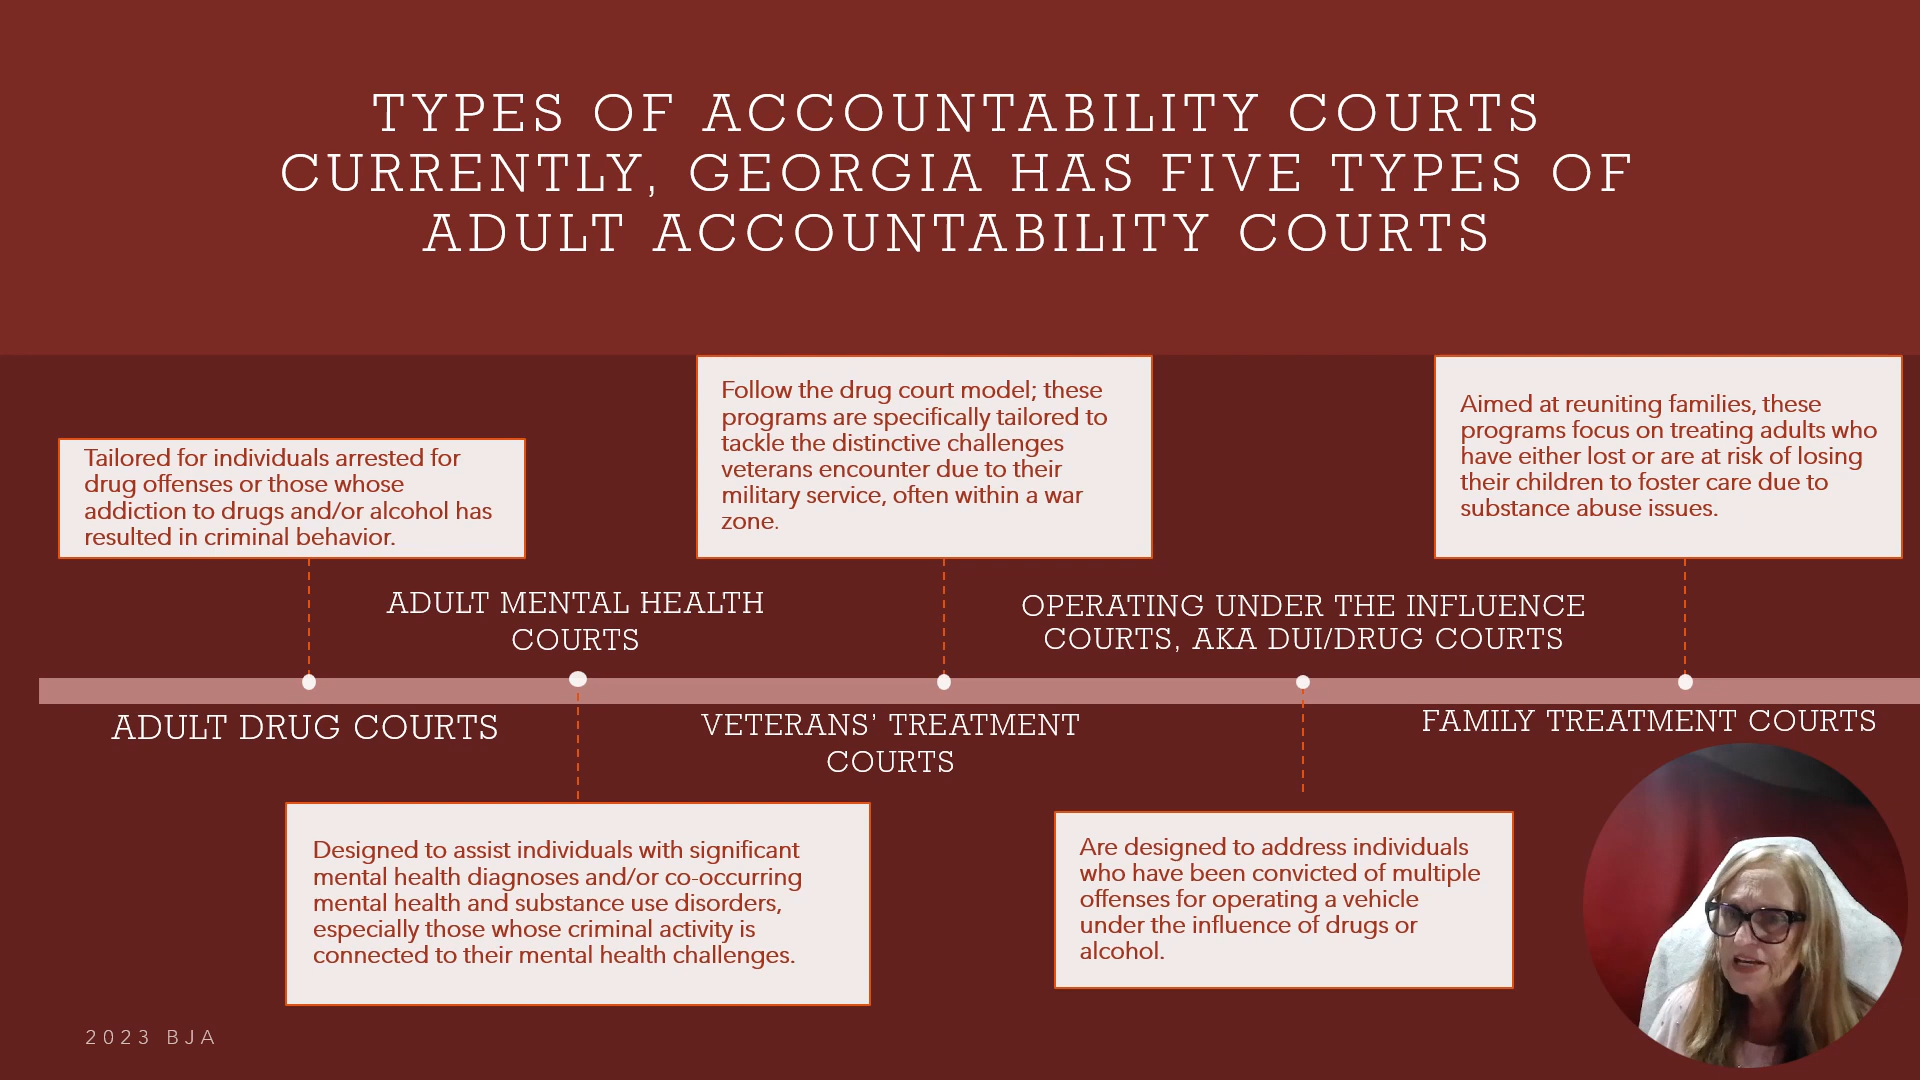 TYPES OF ACCOUNTABILITY COURTS
CURRENTLY, GEORGIA HAS FIVE TYPES OF
ADULT ACCOUNTABILITY COURTS
Tailored for individuals arrested for
drug offenses or those whose
addiction to drugs and/or alcohol has
resulted in criminal behavior.
ADULT DRUG COURTS
ADULT MENTAL HEALTH
COURTS
Designed to assist individuals with significant
mental health diagnoses and/or co-occurring
mental health and substance use disorders,
especially those whose criminal activity is
connected to their mental health challenges.
Follow the drug court model; these
programs are specifically tailored to
tackle the distinctive challenges
veterans encounter due to their
military service, often within a war
zone.
VETERANS’ TREATMENT
COURTS
OPERATING UNDER THE INFLUENCE
COURTS, AKA DUI/DRUG COURTS
Are designed to address individuals
who have been convicted of multiple
offenses for operating a vehicle
under the influence of drugs or
alcohol.
Aimed at reuniting families, these
programs focus on treating adults who
have either lost or are at risk of losing
their children to foster care due to
substance abuse issues.
FAMILY TREATMENT COURTS
2023 BJA